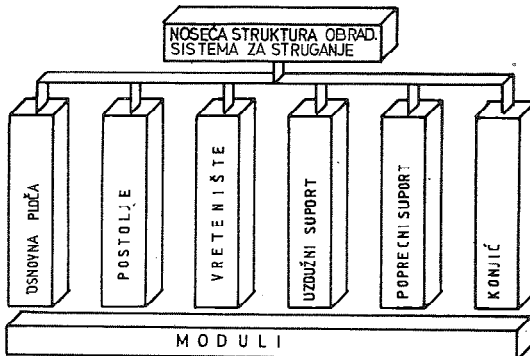 NOSEĆA STRUKTURA OBRAD.
SISTEMA ZA STRUGANJE
OSNOVNA PLOČA
POSTOLJE
VRETENIŠTE
UZDUŽNI SUPORT
POPREČNI SUPORT
KONJIĆ
MODULI